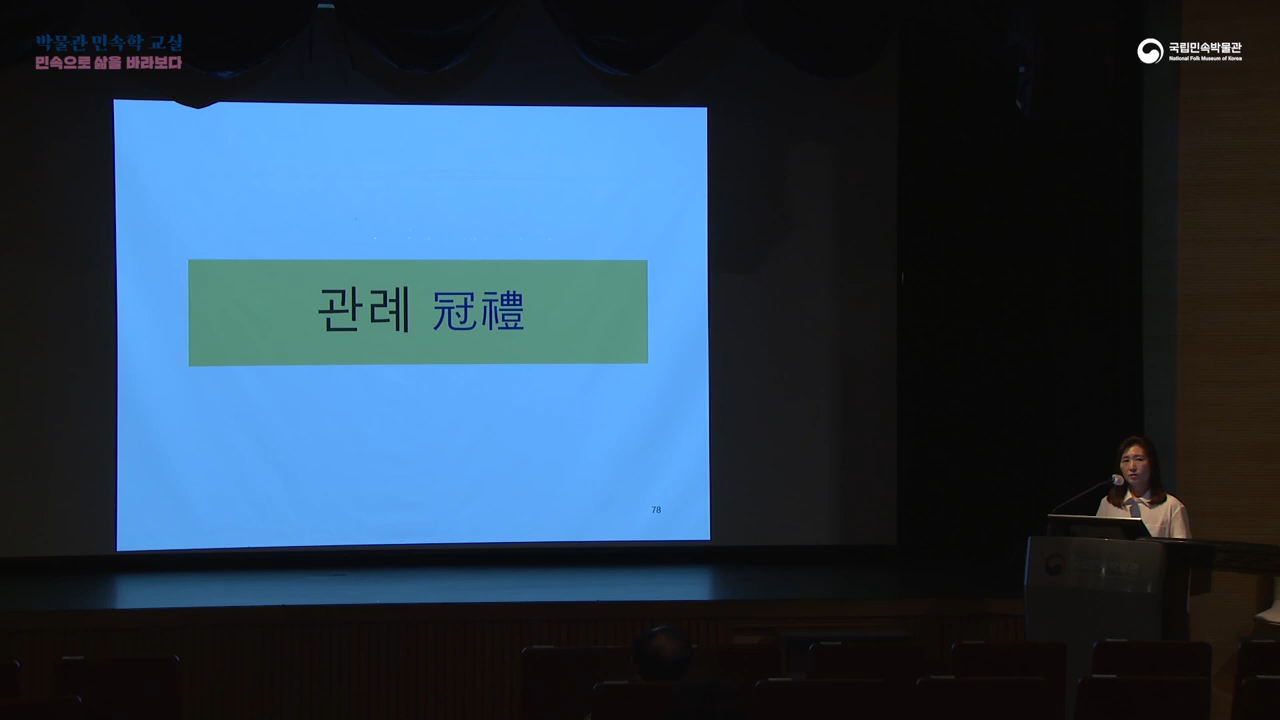 박물관 민속학 교실
민속으로 삶을 바라보다
국립민속박물관
National Folk Museum of Korea
관례 冠禮
78